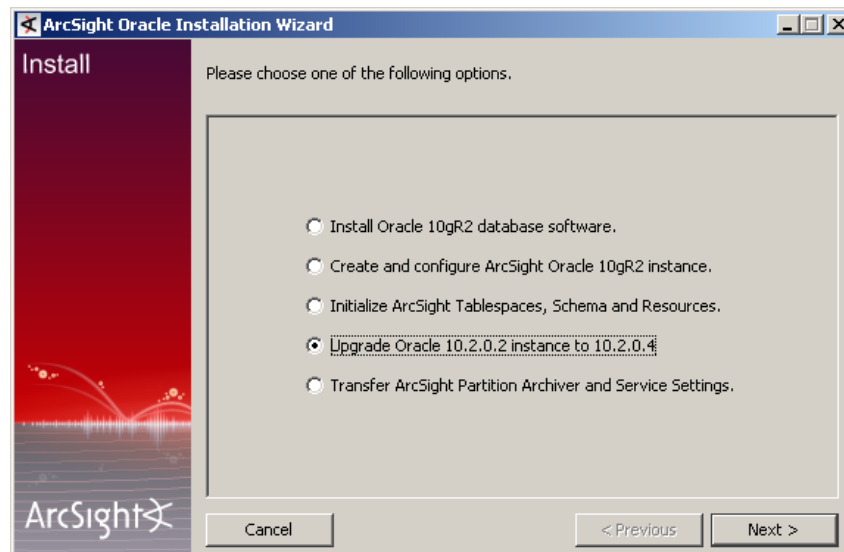 ArcSight Oracle Installation Wizard
Install
Please choose one of the following options.
Install Oracle 10gR2 database software.
Create and configure ArcSight Oracle 10gR2 instance.
Initialize ArcSight Tablespaces, Schema and Resources.
Upgrade Oracle 10.2.0.2 instance to 10.2.0.4
Transfer ArcSight Partition Archiver and Service Settings.
ArcSight
Cancel
< Previous
Next >